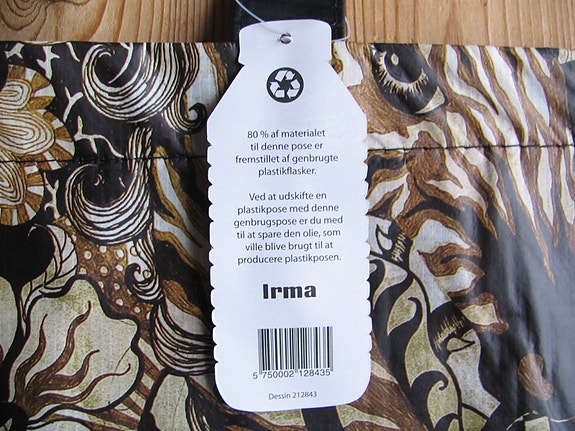 80 % af materialet
til denne pose er
fremstillet af genbrugte
plastikflasker.
Ved at udskifte en
plastikpose med denne
genbrugspose er du med
til at spare den olie, som
ville blive brugt til at
producere plastikposen.
Irma
5 750002 128435
Dessin 212843